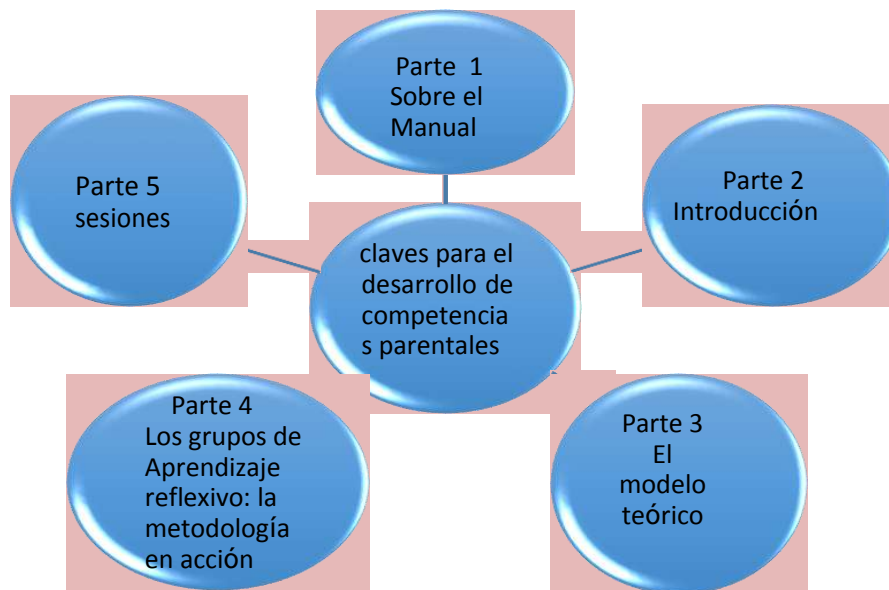 Parte 1
Sobre el
Manual
Parte 2
Introducción
Parte 5
sesiones
claves para el
desarrollo de
competencia
s parentales
Parte 3
El
modelo
teórico
Parte 4
Los grupos de
Aprendizaje
reflexivo: la
metodología
en acción